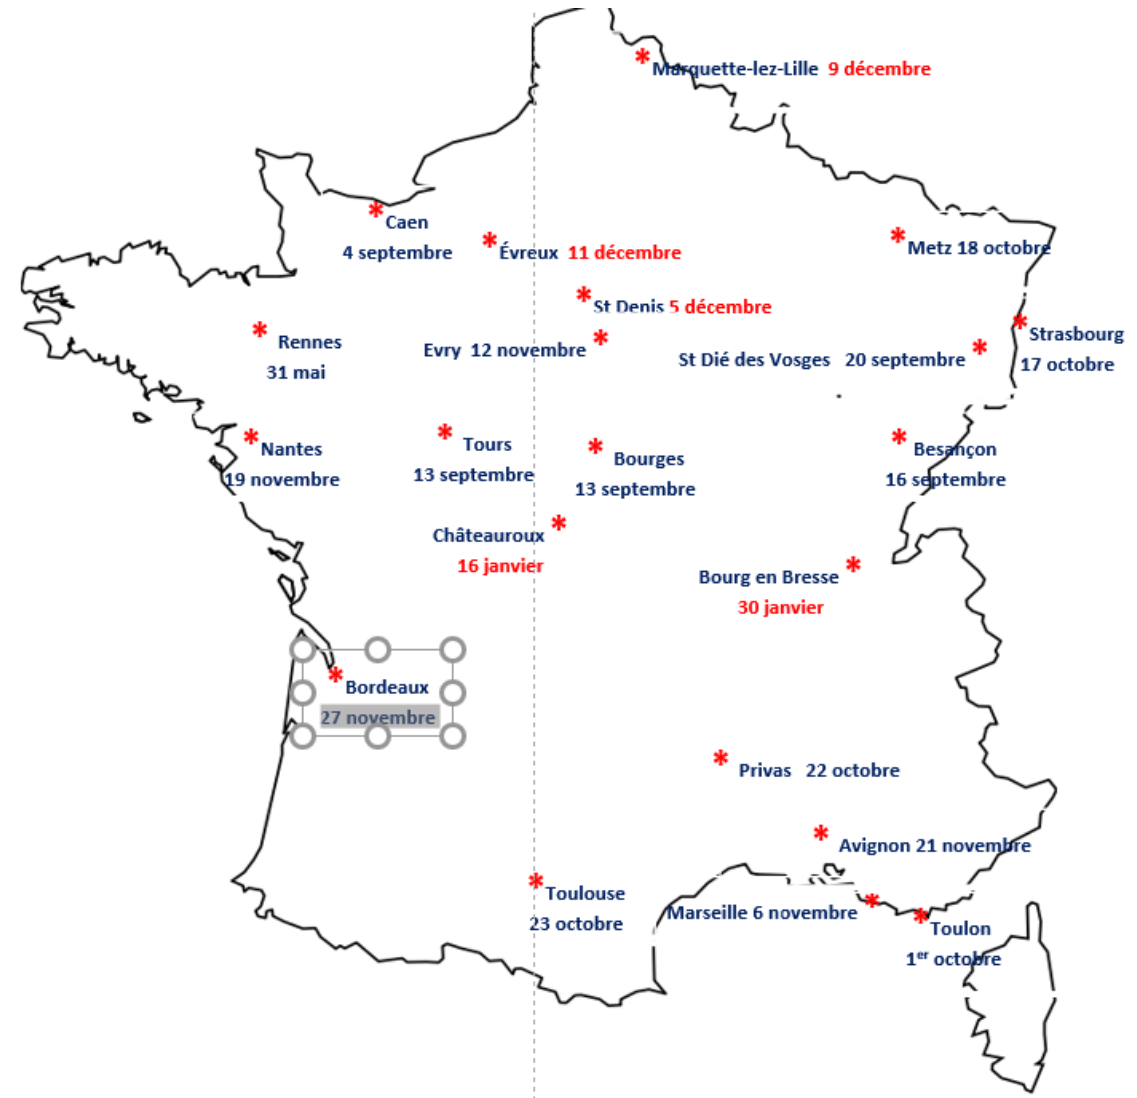 Marquette-lez-Lille 9 décembre
Caen
4 septembre
Évreux 11 décembre
Metz 18 octobre
St Denis 5 décembre
Strasbourg
17 octobre
Rennes
31 mai
Evry 12 novembre
St Dié des Vosges 20 septembre
Nantes
19 novembre
Tours
13 septembre
Bourges
13 septembre
Besançon
16 septembre
Châteauroux
16 janvier
Bourg en Bresse
30 janvier
Bordeaux
27 novembre
Privas 22 octobre
Avignon 21 novembre
Toulouse
23 octobre
Marseille 6 novembre
Toulon
1er octobre